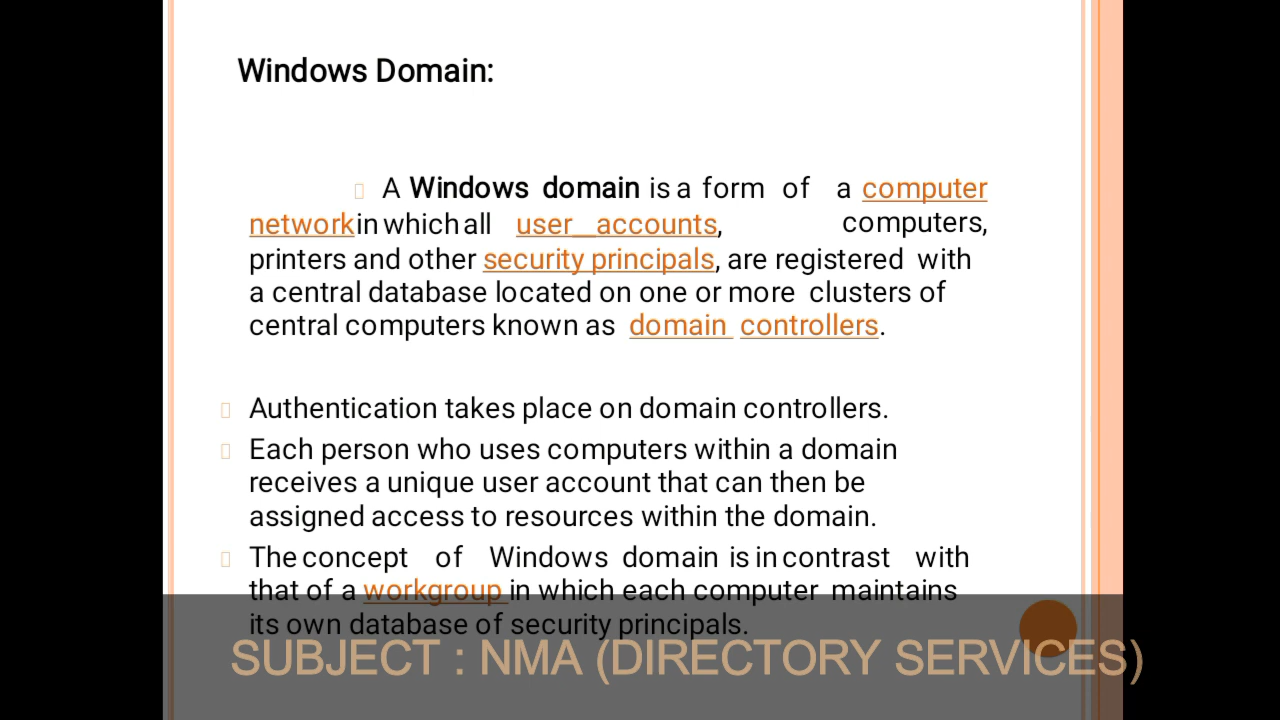 Windows Domain:
A Windows domain is a form of a computer
network in which all user accounts, computers,
printers and other security principals, are registered with
a central database located on one or more clusters of
central computers known as domain controllers.
Authentication takes place on domain controllers.
Each person who uses computers within a domain
receives a unique user account that can then be
assigned access to resources within the domain.
The concept of Windows domain is in contrast with
that of a workgroup in which each computer maintains
its own database of security principals.
SUBJECT : NMA (DIRECTORY SERVICES)